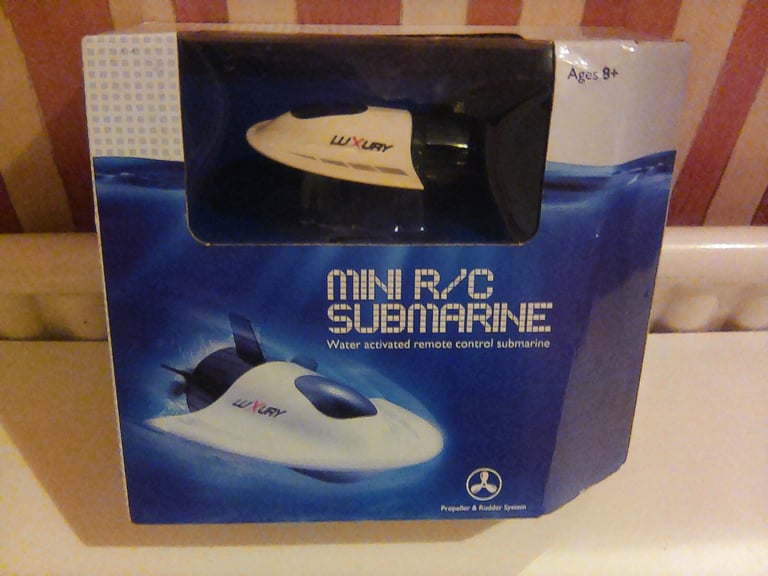 Ages 8+
LUXURY
MINI R/C
SUBMARINE
Water activated remote control submarine
LUXURY
Propeller & Rudder System